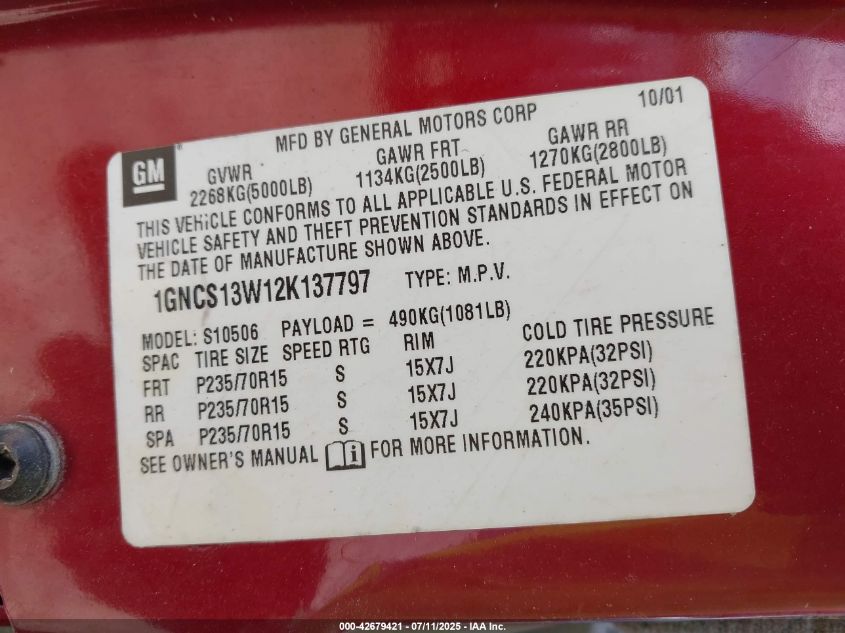 10/01
MFD BY GENERAL MOTORS CORP
GM
GVWR GAWR FRT GAWR RR
2268KG(5000LB) 1134KG(2500LB) 1270KG(2800LB)
THIS VEHICLE CONFORMS TO ALL APPLICABLE U.S. FEDERAL MOTOR
VEHICLE SAFETY AND THEFT PREVENTION STANDARDS IN EFFECT ON
THE DATE OF MANUFACTURE SHOWN ABOVE.
1GNCS13W12K137797 TYPE: M.P.V.
MODEL: S10506 PAYLOAD = 490KG(1081LB)
SPAC TIRE SIZE SPEED RTG RIM COLD TIRE PRESSURE
FRT P235/70R15 S 15X7J 220KPA(32PSI)
RR P235/70R15 S 15X7J 220KPA(32PSI)
SPA P235/70R15 S 15X7J 240KPA(35PSI)
SEE OWNER'S MANUAL i FOR MORE INFORMATION.
000-42679421 - 07/11/2025 - IAA Inc.